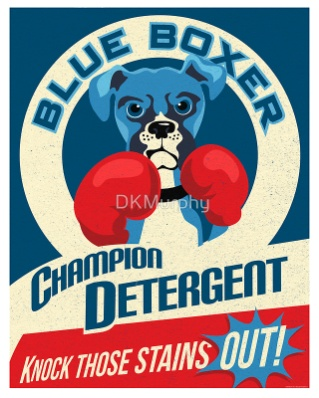 BLUE BOXER
DKMurphy
CHAMPION
DETERGENT
KNOCK THOSE STAINS OUT!